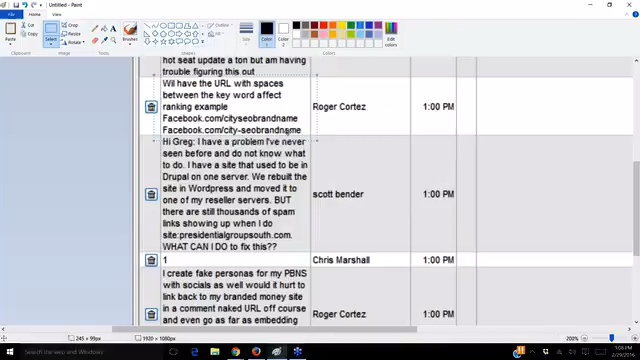 Untitled - Paint
File
Home
View
Cut
Copy
Paste
Clipboard
Crop
Resize
Select
Rotate
Image
Brushes
Tools
Outline
Fill
Shapes
Size
Color 1
Color 2
Edit colors
Colors
hot seat update a ton but am having
trouble figuring this out
Wil have the URL with spaces
between the key word affect
ranking example
Facebook.com/cityseobrandname
Facebook.com/city-seobrandname
Roger Cortez
1:00 PM
Hi Greg: I have a problem I've never
seen before and do not know what
to do. I have a site that used to be in
Drupal on one server. We rebuilt the
site in Wordpress and moved it to
one of my reseller servers. BUT
there are still thousands of spam
links showing up when I do
site:presidentialgroupsouth.com.
WHAT CAN I DO to fix this??
scott bender
1:00 PM
1
Chris Marshall
1:00 PM
I create fake personas for my PBNS
with socials as well would it hurt to
link back to my branded money site
in a comment naked URL off course
and even go as far as embedding
Roger Cortez
1:00 PM
245 × 99px
1920 × 1080px
200%
Search the web and Windows
1:08 PM
2/29/2016